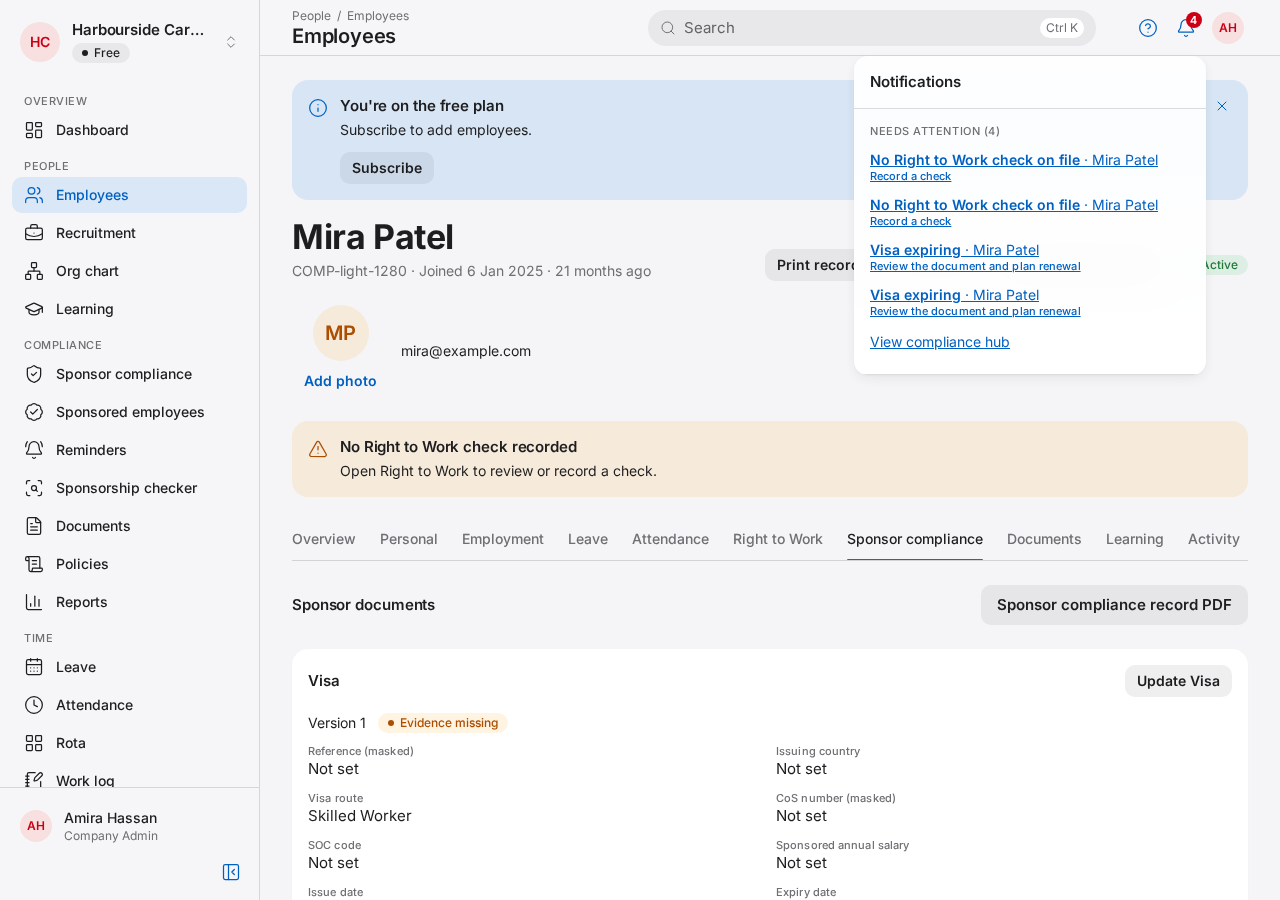 HC
Harbourside Car...
Free
OVERVIEW
Dashboard
PEOPLE
Employees
Recruitment
Org chart
Learning
COMPLIANCE
Sponsor compliance
Sponsored employees
Reminders
Sponsorship checker
Documents
Policies
Reports
TIME
Leave
Attendance
Rota
Work log
AH
Amira Hassan
Company Admin
People / Employees
Employees
Search
Ctrl K
4
AH
You're on the free plan
Subscribe to add employees.
Subscribe
Notifications
NEEDS ATTENTION (4)
No Right to Work check on file · Mira Patel
Record a check
No Right to Work check on file · Mira Patel
Record a check
Visa expiring · Mira Patel
Review the document and plan renewal
Visa expiring · Mira Patel
Review the document and plan renewal
View compliance hub
Mira Patel
COMP-light-1280 · Joined 6 Jan 2025 · 21 months ago
Print record
Active
MP
mira@example.com
Add photo
No Right to Work check recorded
Open Right to Work to review or record a check.
Overview Personal Employment Leave Attendance Right to Work Sponsor compliance Documents Learning Activity
Sponsor documents
Sponsor compliance record PDF
Visa
Update Visa
Version 1
Evidence missing
Reference (masked)
Not set
Issuing country
Not set
Visa route
Skilled Worker
CoS number (masked)
Not set
SOC code
Not set
Sponsored annual salary
Not set
Issue date
Expiry date